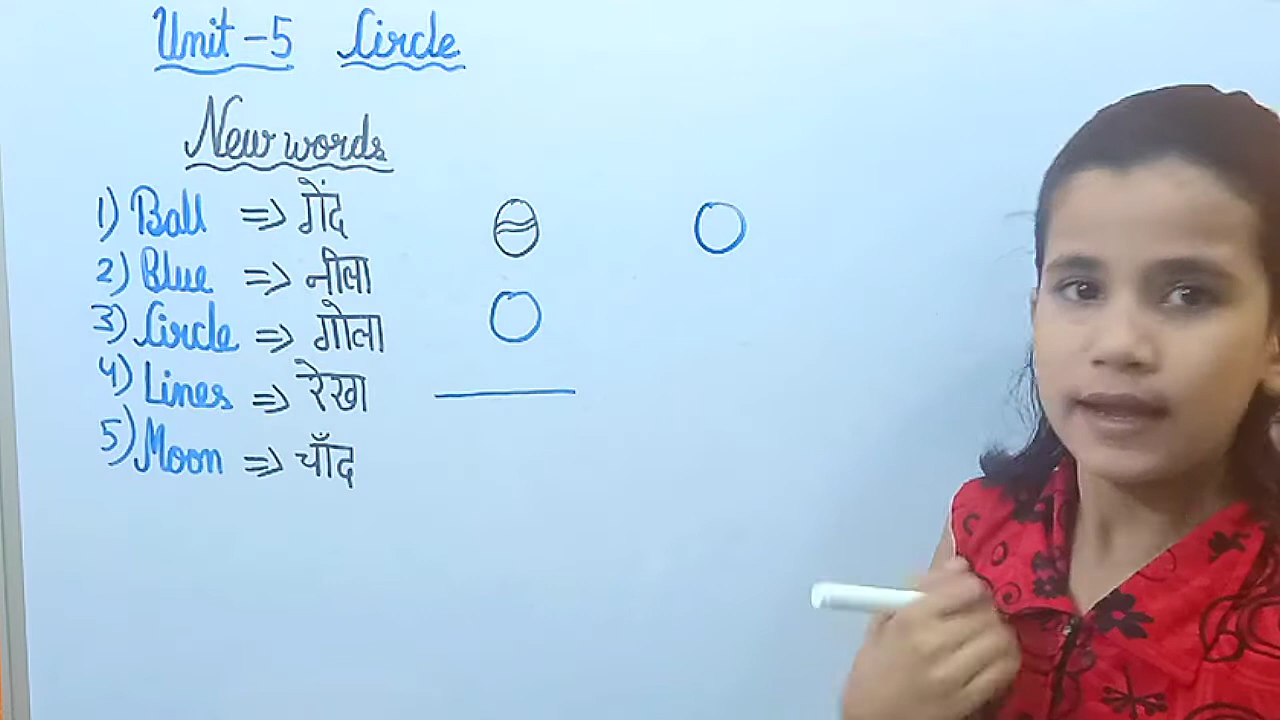 Unit-5 Circle
New words
1) Ball => गेंद
2) Blue => नीला
3) Circle => गोला
4) Lines => रेखा
5) Moon => चाँद